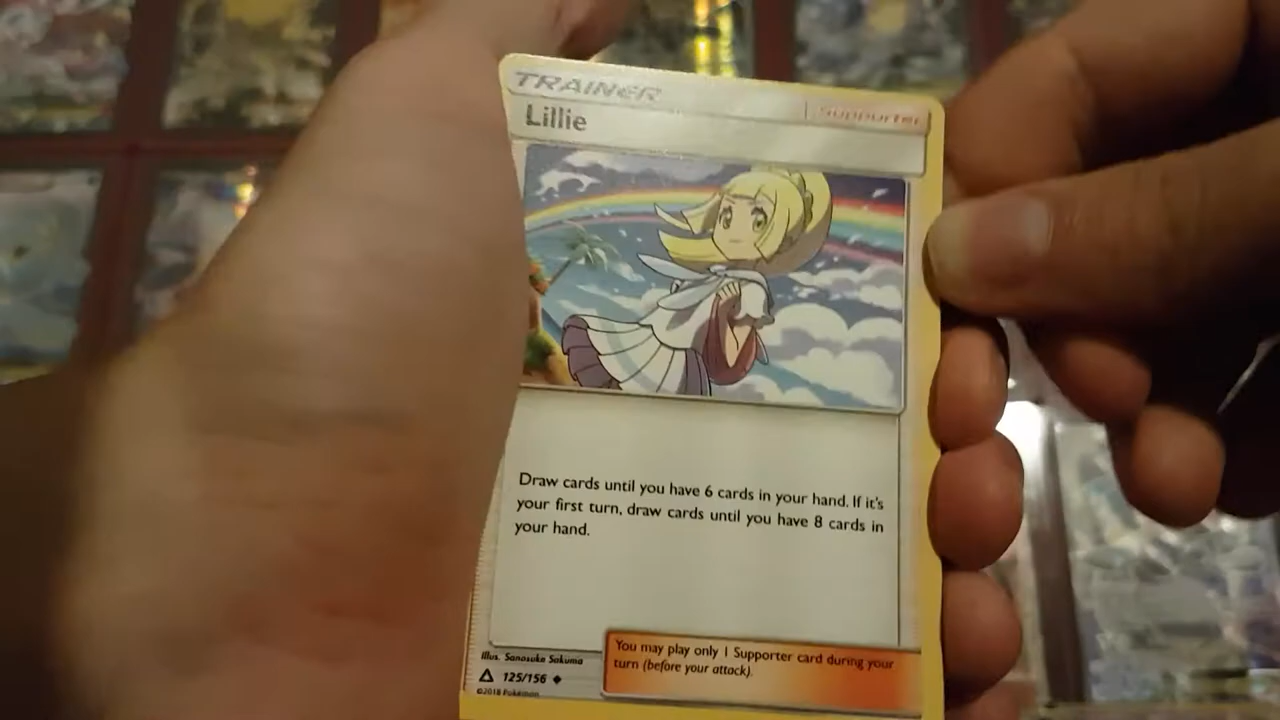 TRAINER
Supporter
Lillie
Draw cards until you have 6 cards in your hand. If it's
your first turn, draw cards until you have 8 cards in
your hand.
You may play only 1 Supporter card during your
turn (before your attack).
Illus. Sanosuke Sakuma
125/156
©2018 Pokémon